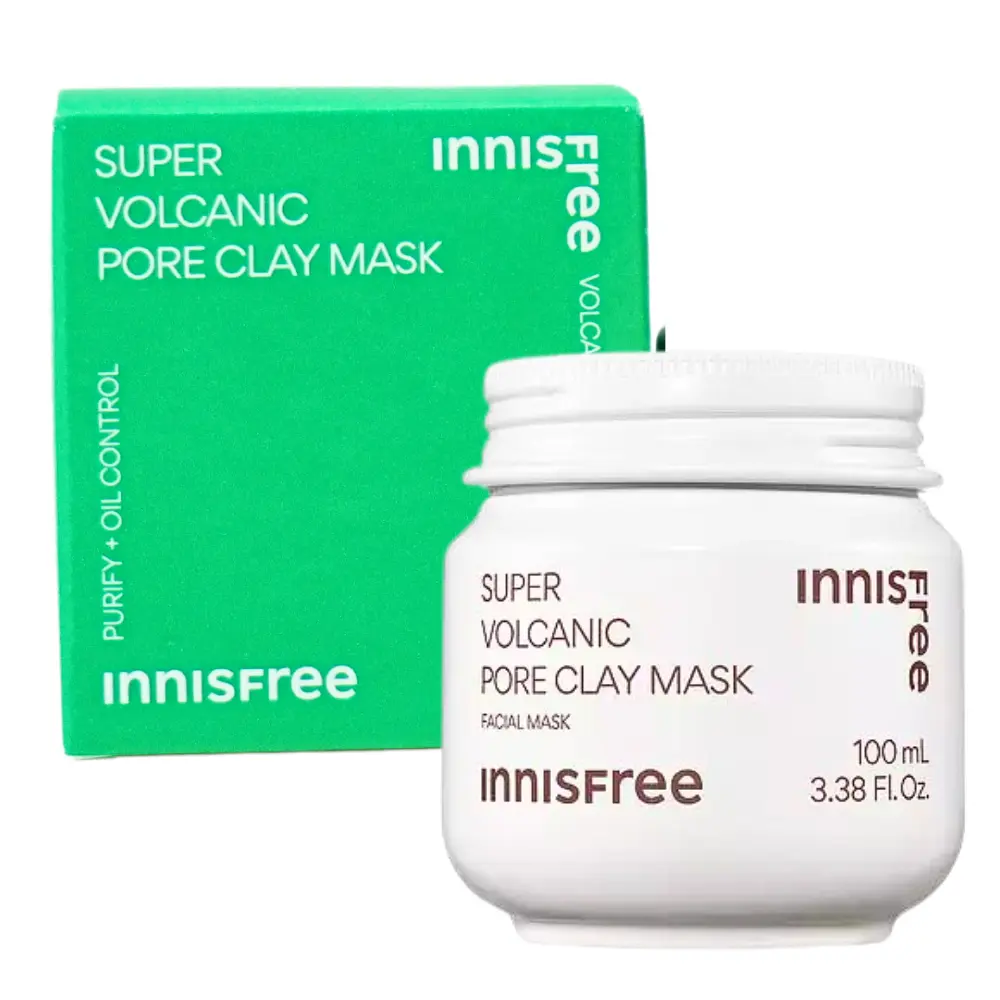 SUPER
VOLCANIC
PORE CLAY MASK
INNISFree
PURIFY + OIL CONTROL
INNISFree
SUPER
VOLCANIC
PORE CLAY MASK
FACIAL MASK
INNISFree
INNISFree
100 mL
3.38 Fl. Oz.